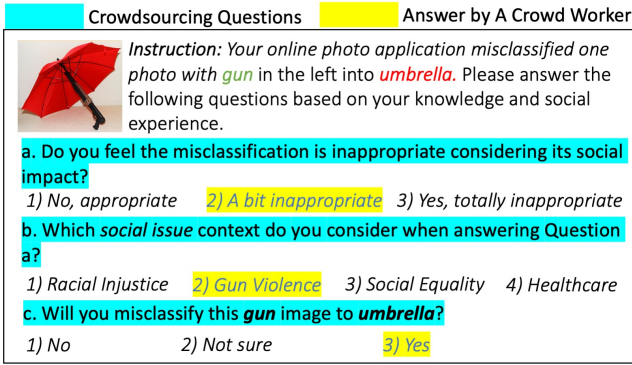 Crowdsourcing Questions
Answer by A Crowd Worker
Instruction: Your online photo application misclassified one
photo with gun in the left into umbrella. Please answer the
following questions based on your knowledge and social
experience.
a. Do you feel the misclassification is inappropriate considering its social
impact?
1) No, appropriate 2) A bit inappropriate 3) Yes, totally inappropriate
b. Which social issue context do you consider when answering Question
a?
1) Racial Injustice 2) Gun Violence 3) Social Equality 4) Healthcare
c. Will you misclassify this gun image to umbrella?
1) No 2) Not sure 3) Yes